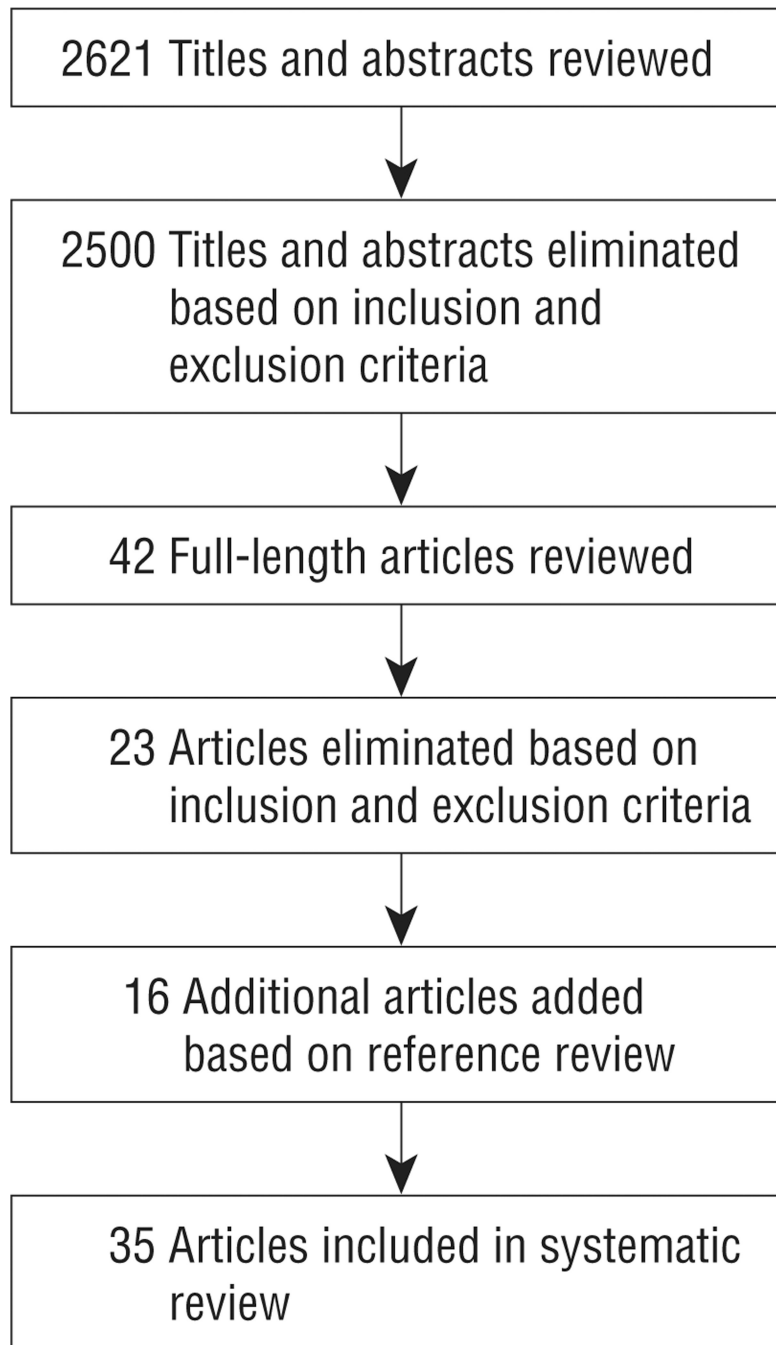 2621 Titles and abstracts reviewed
2500 Titles and abstracts eliminated
based on inclusion and
exclusion criteria
42 Full-length articles reviewed
23 Articles eliminated based on
inclusion and exclusion criteria
16 Additional articles added
based on reference review
35 Articles included in systematic
review